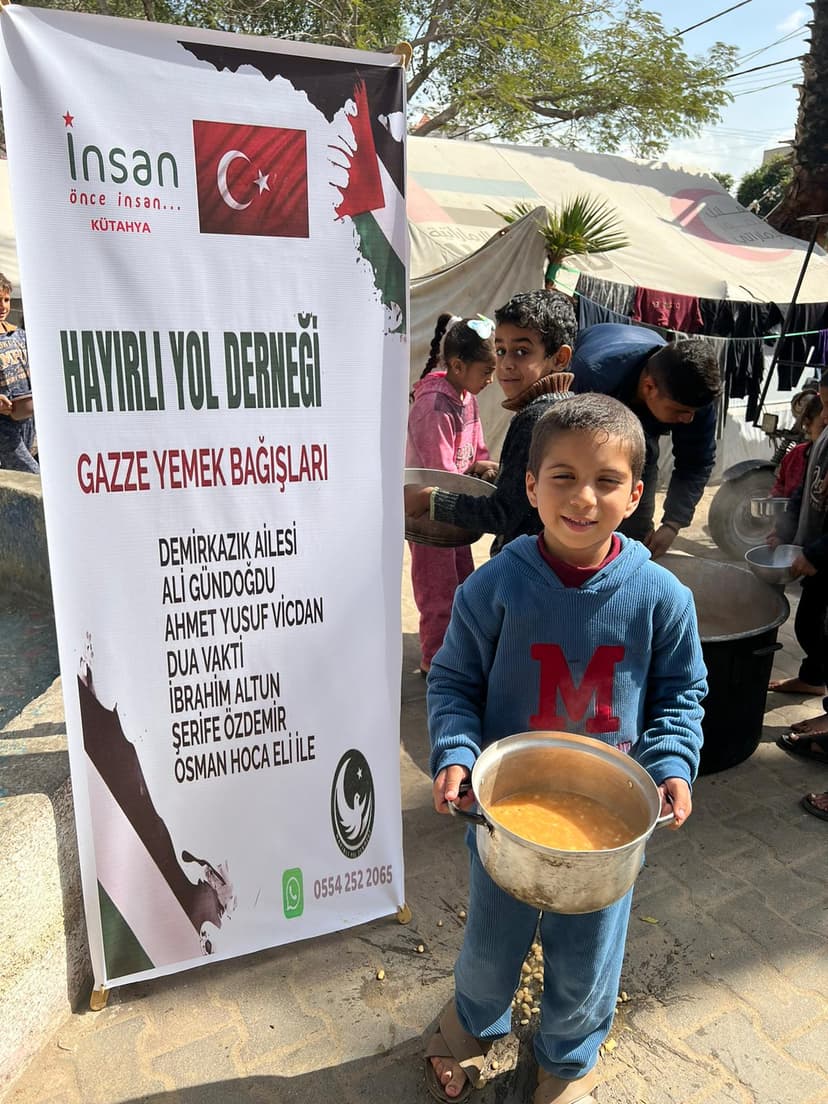 insan
önce insan...
KÜTAHYA
HAYIRLI YOL DERNEĞİ
GAZZE YEMEK BAĞIŞLARI
DEMİRKAZIK AİLESİ
ALİ GÜNDOĞDU
AHMET YUSUF VİCDAN
DUA VAKTİ
İBRAHİM ALTUN
ŞERİFE ÖZDEMİR
OSMAN HOCA ELİ İLE
0554 252 2065
M